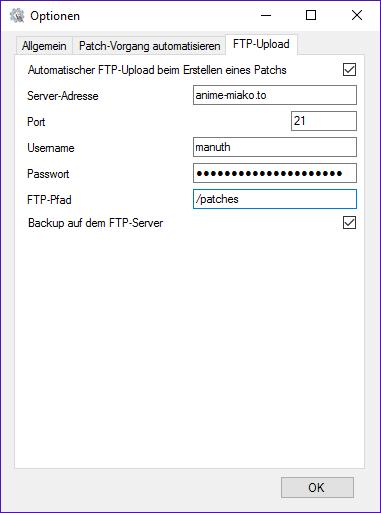 Optionen
Allgemein Patch-Vorgang automatisieren FTP-Upload
Automatischer FTP-Upload beim Erstellen eines Patchs
Server-Adresse anime-miako.to
Port 21
Username manuth
Passwort ●●●●●●●●●●●●●●●●●●●●●
FTP-Pfad /patches
Backup auf dem FTP-Server
OK